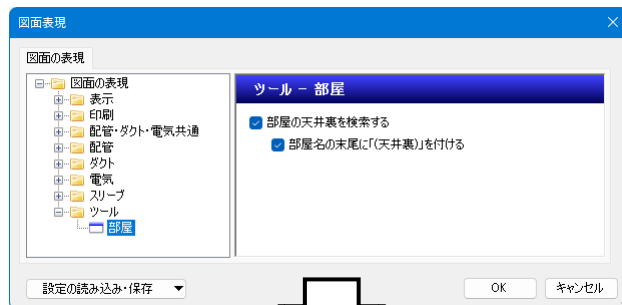 図面表現
図面の表現
図面の表現
表示
印刷
配管・ダクト・電気共通
配管
ダクト
電気
スリーブ
ツール
部屋
ツール － 部屋
部屋の天井裏を検索する
部屋名の末尾に「(天井裏)」を付ける
設定の読み込み・保存
OK
キャンセル